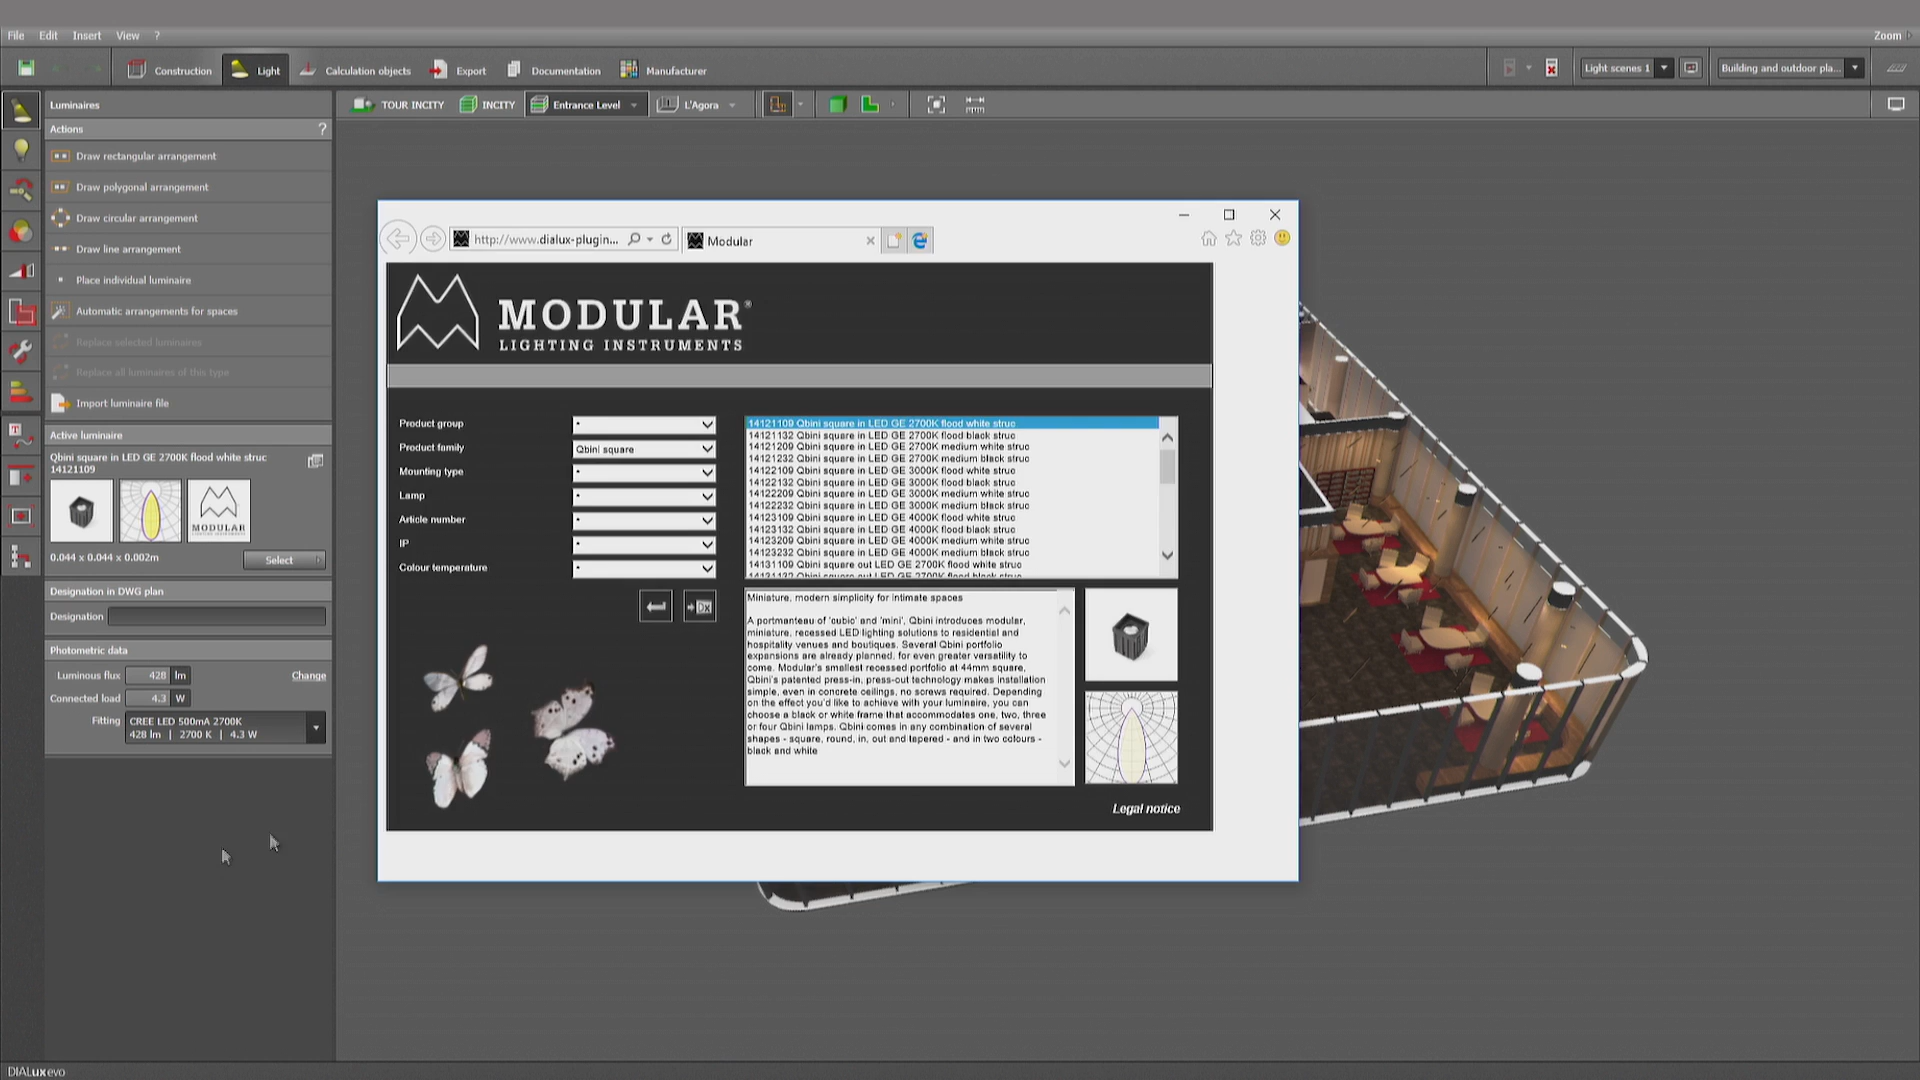 File Edit Insert View ?
Zoom
Construction Light Calculation objects Export Documentation Manufacturer
Light scenes 1
Building and outdoor pla...
Luminaires
TOUR INCITY INCITY Entrance Level L'Agora
Actions ?
Draw rectangular arrangement
Draw polygonal arrangement
Draw circular arrangement
Draw line arrangement
Place individual luminaire
Automatic arrangements for spaces
Replace selected luminaires
Replace all luminaires of this type
Import luminaire file
Active luminaire
Qbini square in LED GE 2700K flood white struc
14121109
MODULAR
0.044 x 0.044 x 0.002m
Select
Designation in DWG plan
Designation
Photometric data
Luminous flux 428 lm Change
Connected load 4.3 W
Fitting CREE LED 500mA 2700K
428 lm | 2700 K | 4.3 W
http://www.dialux-plugin...
Modular
MODULAR®
LIGHTING INSTRUMENTS
Product group
Product family Qbini square
Mounting type
Lamp
Article number
IP
Colour temperature
14121109 Qbini square in LED GE 2700K flood white struc
14121132 Qbini square in LED GE 2700K flood black struc
14121209 Qbini square in LED GE 2700K medium white struc
14121232 Qbini square in LED GE 2700K medium black struc
14122109 Qbini square in LED GE 3000K flood white struc
14122132 Qbini square in LED GE 3000K flood black struc
14122209 Qbini square in LED GE 3000K medium white struc
14122232 Qbini square in LED GE 3000K medium black struc
14123109 Qbini square in LED GE 4000K flood white struc
14123132 Qbini square in LED GE 4000K flood black struc
14123209 Qbini square in LED GE 4000K medium white struc
14123232 Qbini square in LED GE 4000K medium black struc
14131109 Qbini square out LED GE 2700K flood white struc
14131132 Qbini square out LED GE 2700K flood black struc
Dx
Miniature, modern simplicity for intimate spaces
A portmanteau of 'cubic' and 'mini', Qbini introduces modular,
miniature, recessed LED lighting solutions to residential and
hospitality venues and boutiques. Several Qbini portfolio
expansions are already planned, for even greater versatility to
come. Modular's smallest recessed portfolio at 44mm square,
Qbini's patented press-in, press-out technology makes installation
simple, even in concrete ceilings, no screws required. Depending
on the effect you'd like to achieve with your luminaire, you can
choose a black or white frame that accommodates one, two, three
or four Qbini lamps. Qbini comes in any combination of several
shapes - square, round, in, out and tapered - and in two colours -
black and white
Legal notice
DIALux evo